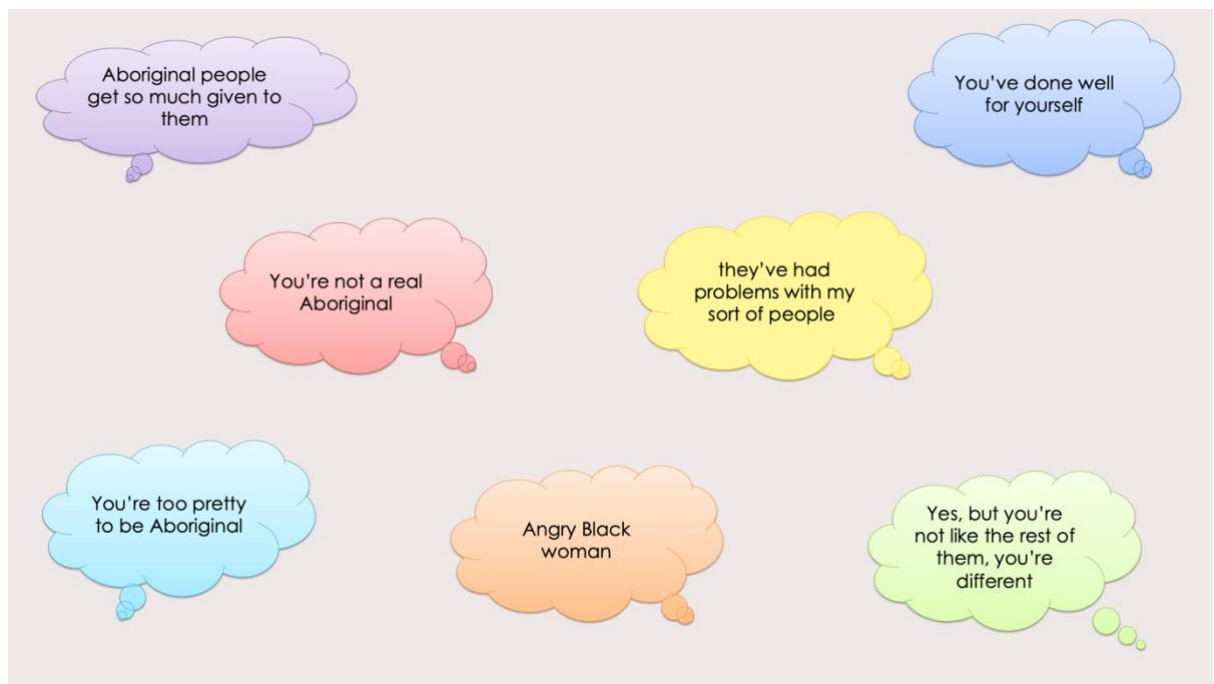 Aboriginal people
get so much given to
them
You've done well
for yourself
You're not a real
Aboriginal
they've had
problems with my
sort of people
You're too pretty
to be Aboriginal
Angry Black
woman
Yes, but you're
not like the rest of
them, you're
different